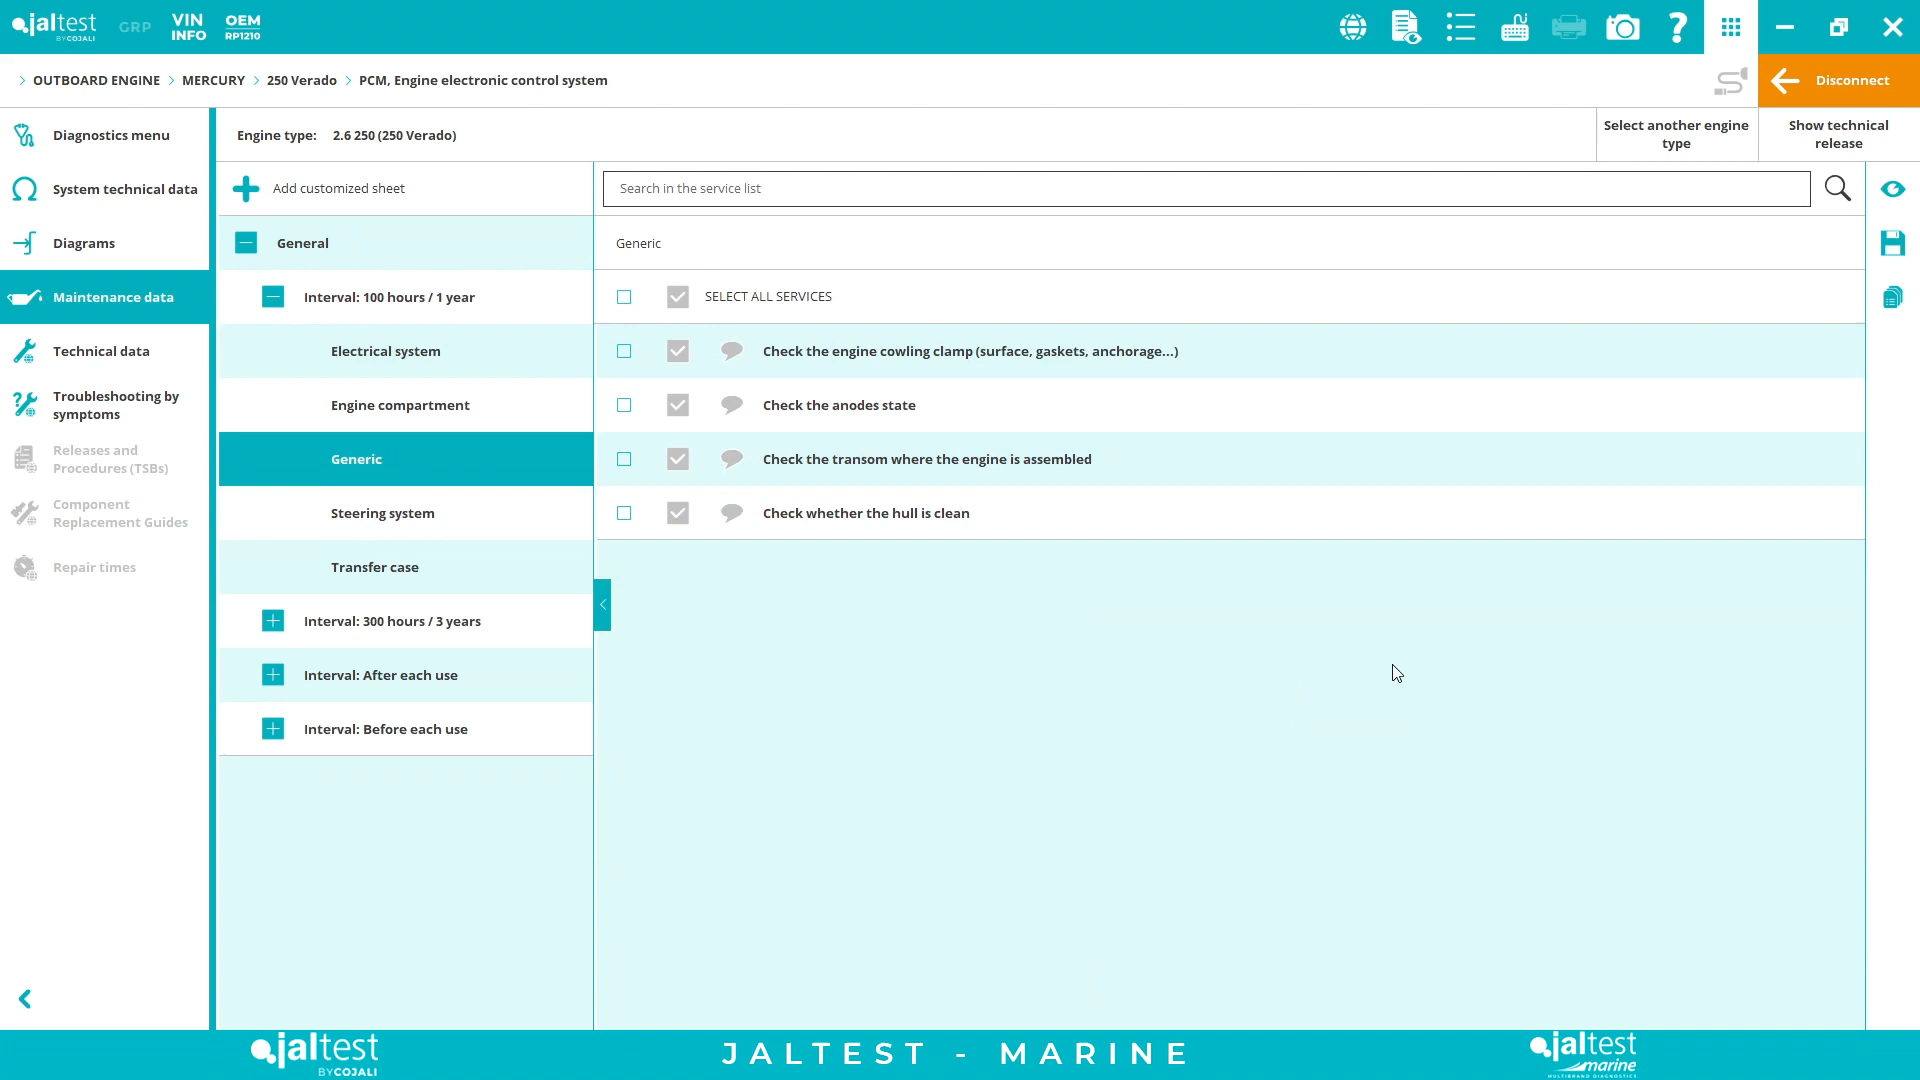 jaltest
BY COJALI
GRP
VIN
INFO
OEM
RP1210
OUTBOARD ENGINE
MERCURY
250 Verado
PCM, Engine electronic control system
Disconnect
Diagnostics menu
System technical data
Diagrams
Maintenance data
Technical data
Troubleshooting by
symptoms
Releases and
Procedures (TSBs)
Component
Replacement Guides
Repair times
Engine type: 2.6 250 (250 Verado)
Select another engine
type
Show technical
release
Add customized sheet
General
Interval: 100 hours / 1 year
Electrical system
Engine compartment
Generic
Steering system
Transfer case
Interval: 300 hours / 3 years
Interval: After each use
Interval: Before each use
Search in the service list
Generic
SELECT ALL SERVICES
Check the engine cowling clamp (surface, gaskets, anchorage...)
Check the anodes state
Check the transom where the engine is assembled
Check whether the hull is clean
jaltest
BY COJALI
JALTEST - MARINE
jaltest
marine
MULTIBRAND DIAGNOSTICS